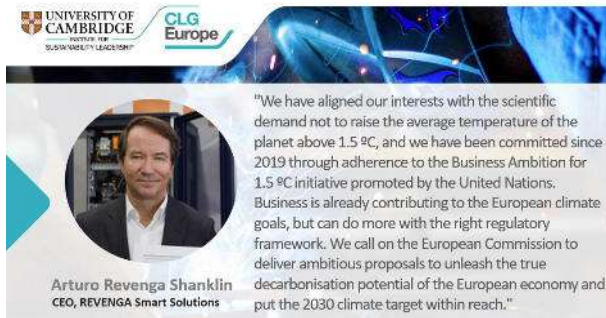 UNIVERSITY OF
CAMBRIDGE
INSTITUTE FOR
SUSTAINABILITY LEADERSHIP
CLG
Europe
"We have aligned our interests with the scientific
demand not to raise the average temperature of the
planet above 1.5 ºC, and we have been committed since
2019 through adherence to the Business Ambition for
1.5 ºC initiative promoted by the United Nations.
Business is already contributing to the European climate
goals, but can do more with the right regulatory
framework. We call on the European Commission to
deliver ambitious proposals to unleash the true
decarbonisation potential of the European economy and
put the 2030 climate target within reach."
Arturo Revenga Shanklin
CEO, REVENGA Smart Solutions